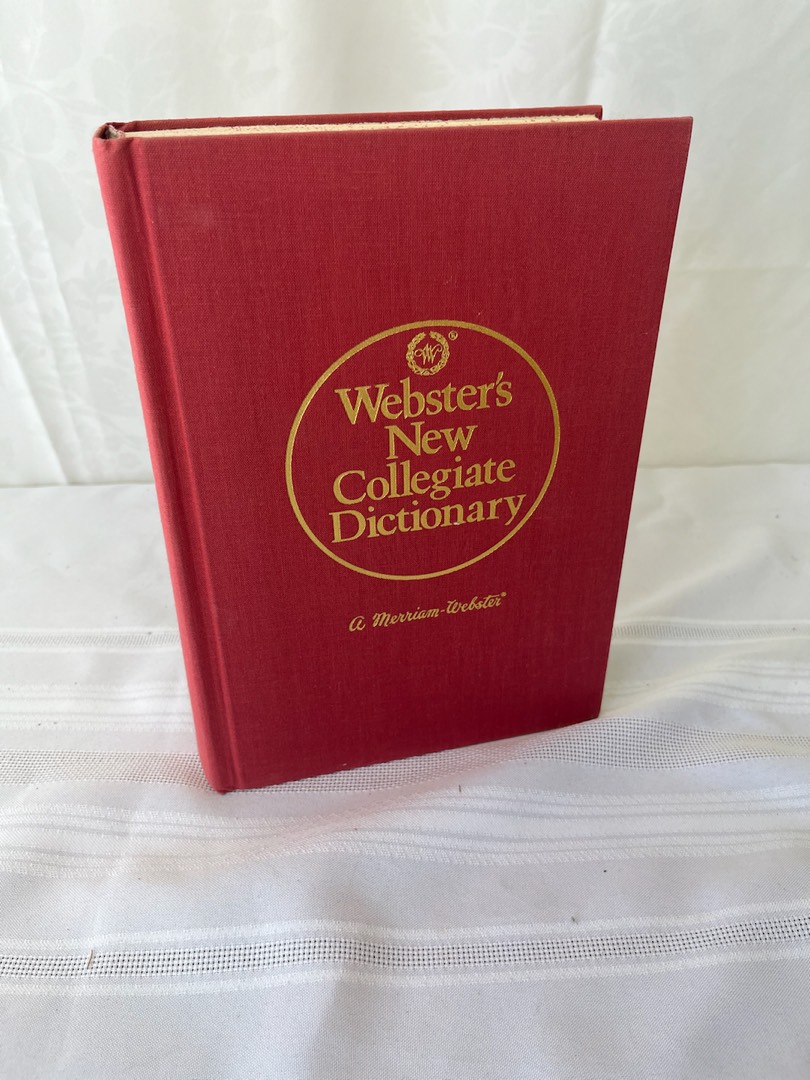 W
®
Webster's
New
Collegiate
Dictionary
a Merriam-Webster®